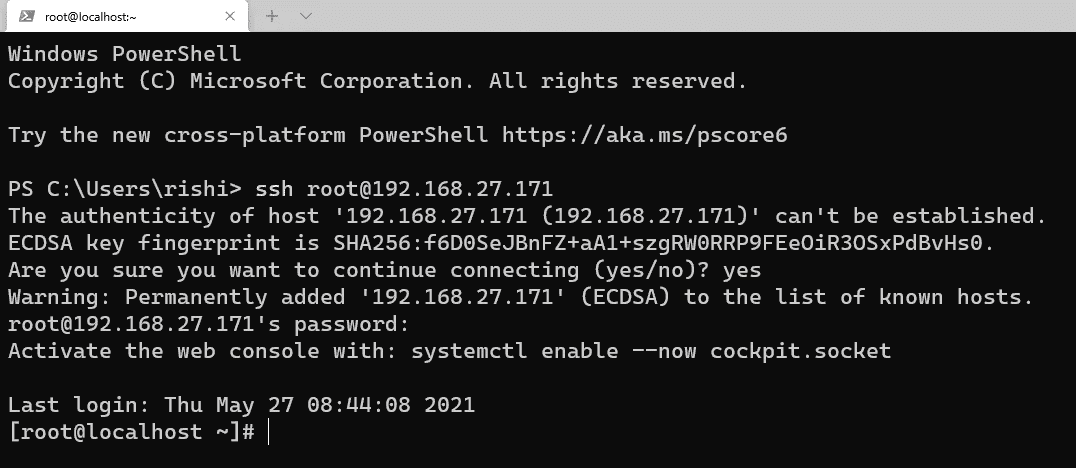 root@localhost:~
Windows PowerShell
Copyright (C) Microsoft Corporation. All rights reserved.
Try the new cross-platform PowerShell https://aka.ms/pscore6
PS C:\Users\rishi> ssh root@192.168.27.171
The authenticity of host '192.168.27.171 (192.168.27.171)' can't be established.
ECDSA key fingerprint is SHA256:f6D0SeJBnFZ+aA1+szgRW0RRP9FEeOiR3OSxPdBvHs0.
Are you sure you want to continue connecting (yes/no)? yes
Warning: Permanently added '192.168.27.171' (ECDSA) to the list of known hosts.
root@192.168.27.171's password:
Activate the web console with: systemctl enable --now cockpit.socket
Last login: Thu May 27 08:44:08 2021
[root@localhost ~]#